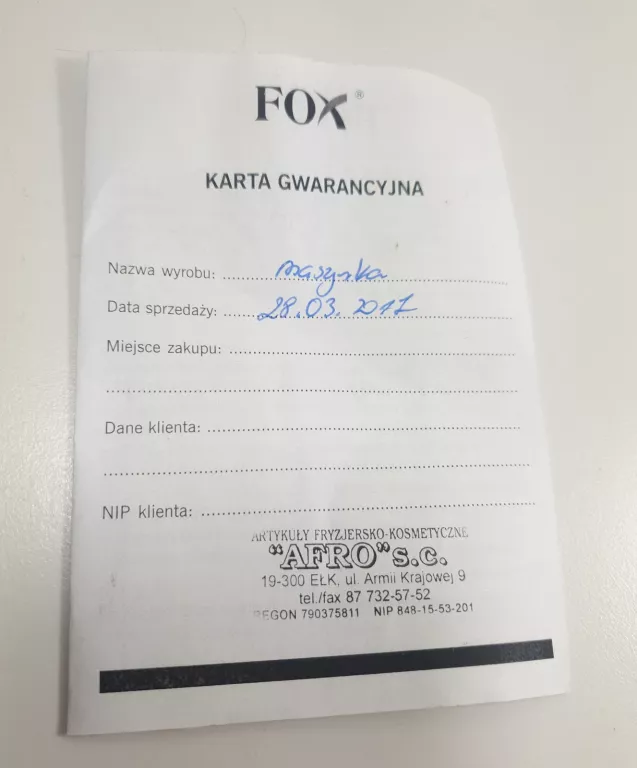 FOX®
KARTA GWARANCYJNA
Nazwa wyrobu: maszynka
Data sprzedaży: 28.03.2017
Miejsce zakupu:
Dane klienta:
NIP klienta:
ARTYKUŁY FRYZJERSKO-KOSMETYCZNE
"AFRO" s.c.
19-300 EŁK, ul. Armii Krajowej 9
tel./fax 87 732-57-52
REGON 790375811 NIP 848-15-53-201